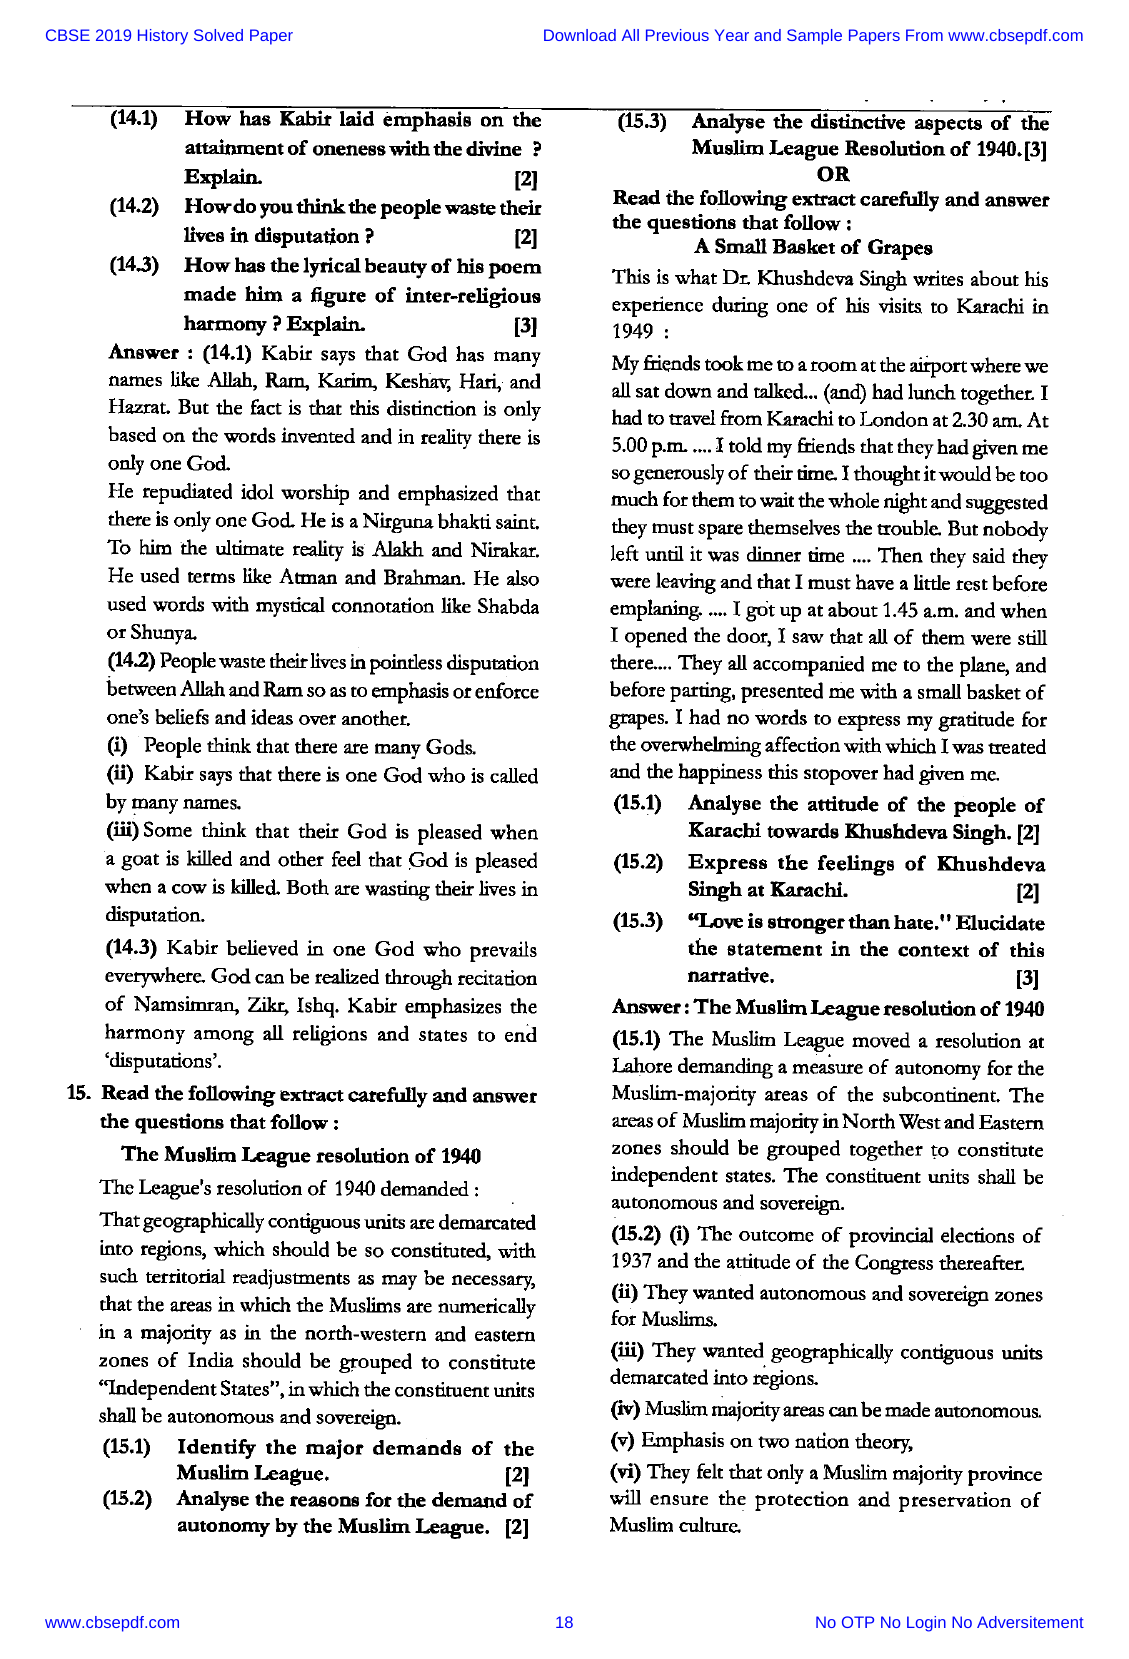 CBSE 2019 History Solved Paper
Download All Previous Year and Sample Papers From www.cbsepdf.com
(14.1) How has Kabir laid emphasis on the
attainment of oneness with the divine ?
Explain. [2]
(14.2) How do you think the people waste their
lives in disputation ? [2]
(14.3) How has the lyrical beauty of his poem
made him a figure of inter-religious
harmony ? Explain. [3]
Answer : (14.1) Kabir says that God has many
names like Allah, Ram, Karim, Keshav, Hari, and
Hazrat. But the fact is that this distinction is only
based on the words invented and in reality there is
only one God.
He repudiated idol worship and emphasized that
there is only one God. He is a Nirguna bhakti saint.
To him the ultimate reality is Alakh and Nirakar.
He used terms like Atman and Brahman. He also
used words with mystical connotation like Shabda
or Shunya.
(14.2) People waste their lives in pointless disputation
between Allah and Ram so as to emphasis or enforce
one's beliefs and ideas over another.
(i) People think that there are many Gods.
(ii) Kabir says that there is one God who is called
by many names.
(iii) Some think that their God is pleased when
a goat is killed and other feel that God is pleased
when a cow is killed. Both are wasting their lives in
disputation.
(14.3) Kabir believed in one God who prevails
everywhere. God can be realized through recitation
of Namsimran, Zikr, Ishq. Kabir emphasizes the
harmony among all religions and states to end
'disputations'.
15. Read the following extract carefully and answer
the questions that follow :
The Muslim League resolution of 1940
The League's resolution of 1940 demanded :
That geographically contiguous units are demarcated
into regions, which should be so constituted, with
such territorial readjustments as may be necessary,
that the areas in which the Muslims are numerically
in a majority as in the north-western and eastern
zones of India should be grouped to constitute
"Independent States", in which the constituent units
shall be autonomous and sovereign.
(15.1) Identify the major demands of the
Muslim League. [2]
(15.2) Analyse the reasons for the demand of
autonomy by the Muslim League. [2]
(15.3) Analyse the distinctive aspects of the
Muslim League Resolution of 1940.[3]
OR
Read the following extract carefully and answer
the questions that follow :
A Small Basket of Grapes
This is what Dr. Khushdeva Singh writes about his
experience during one of his visits to Karachi in
1949 :
My friends took me to a room at the airport where we
all sat down and talked... (and) had lunch together. I
had to travel from Karachi to London at 2.30 am. At
5.00 p.m. .... I told my friends that they had given me
so generously of their time. I thought it would be too
much for them to wait the whole night and suggested
they must spare themselves the trouble. But nobody
left until it was dinner time .... Then they said they
were leaving and that I must have a little rest before
emplaning. .... I got up at about 1.45 a.m. and when
I opened the door, I saw that all of them were still
there.... They all accompanied me to the plane, and
before parting, presented me with a small basket of
grapes. I had no words to express my gratitude for
the overwhelming affection with which I was treated
and the happiness this stopover had given me.
(15.1) Analyse the attitude of the people of
Karachi towards Khushdeva Singh. [2]
(15.2) Express the feelings of Khushdeva
Singh at Karachi. [2]
(15.3) "Love is stronger than hate." Elucidate
the statement in the context of this
narrative. [3]
Answer : The Muslim League resolution of 1940
(15.1) The Muslim League moved a resolution at
Lahore demanding a measure of autonomy for the
Muslim-majority areas of the subcontinent. The
areas of Muslim majority in North West and Eastern
zones should be grouped together to constitute
independent states. The constituent units shall be
autonomous and sovereign.
(15.2) (i) The outcome of provincial elections of
1937 and the attitude of the Congress thereafter.
(ii) They wanted autonomous and sovereign zones
for Muslims.
(iii) They wanted geographically contiguous units
demarcated into regions.
(iv) Muslim majority areas can be made autonomous.
(v) Emphasis on two nation theory,
(vi) They felt that only a Muslim majority province
will ensure the protection and preservation of
Muslim culture.
www.cbsepdf.com
18
No OTP No Login No Adversitement